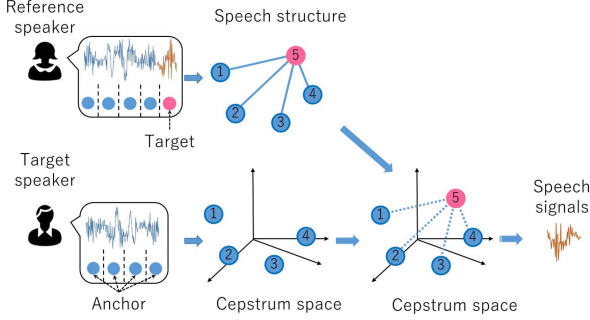 Reference
speaker
Speech structure
5
1
4
2
3
Target
Target
speaker
Anchor
1
2
3
4
Cepstrum space
5
1
2
3
4
Cepstrum space
Speech
signals